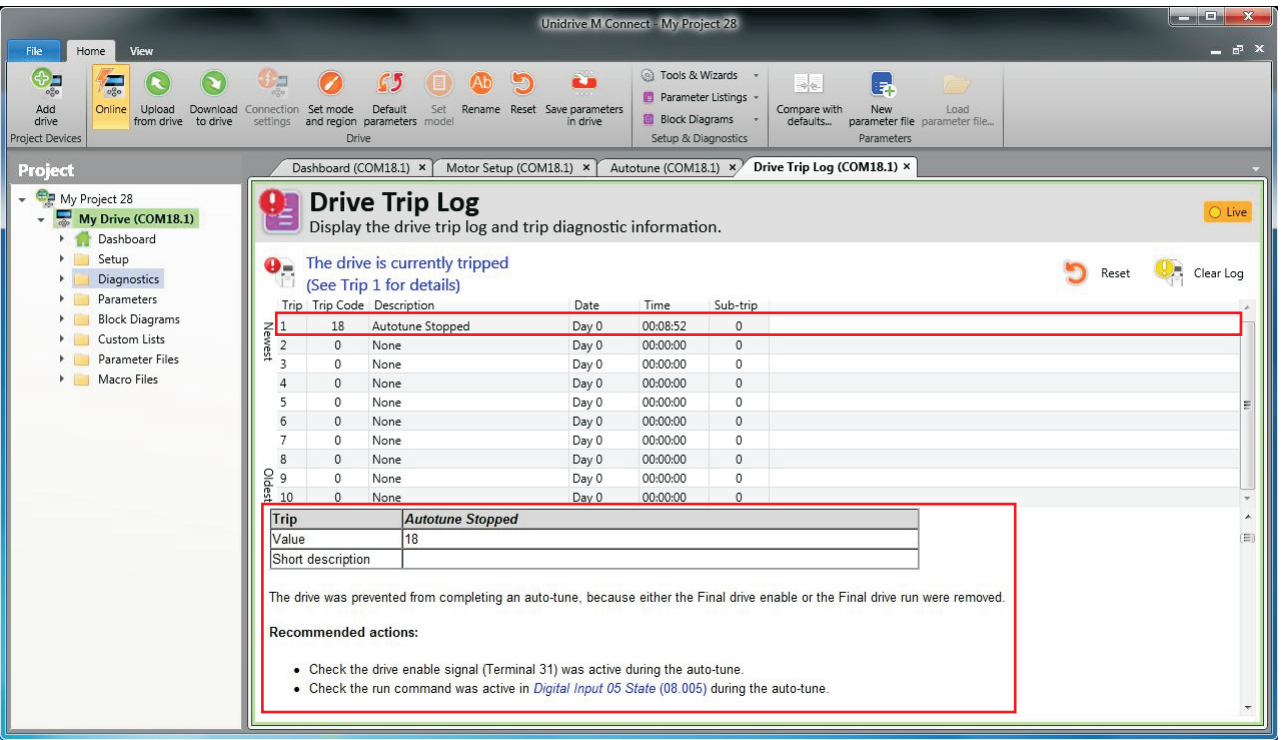 Unidrive M Connect - My Project 28
File Home View
Add drive
Online
Upload from drive
Download to drive
Connection settings
Set mode and region
Default parameters
Set model
Rename
Reset
Save parameters in drive
Tools & Wizards
Parameter Listings
Block Diagrams
Compare with defaults...
New parameter file
Load parameter file...
Project Devices
Drive
Setup & Diagnostics
Parameters
Project
My Project 28
My Drive (COM18.1)
Dashboard
Setup
Diagnostics
Parameters
Block Diagrams
Custom Lists
Parameter Files
Macro Files
Dashboard (COM18.1) × Motor Setup (COM18.1) × Autotune (COM18.1) × Drive Trip Log (COM18.1) ×
Drive Trip Log
Display the drive trip log and trip diagnostic information.
Live
The drive is currently tripped
(See Trip 1 for details)
Reset
Clear Log
Trip Trip Code Description Date Time Sub-trip
Newest
1 18 Autotune Stopped Day 0 00:08:52 0
2 0 None Day 0 00:00:00 0
3 0 None Day 0 00:00:00 0
4 0 None Day 0 00:00:00 0
5 0 None Day 0 00:00:00 0
6 0 None Day 0 00:00:00 0
7 0 None Day 0 00:00:00 0
8 0 None Day 0 00:00:00 0
Oldest
9 0 None Day 0 00:00:00 0
10 0 None Day 0 00:00:00 0
Trip Autotune Stopped
Value 18
Short description
The drive was prevented from completing an auto-tune, because either the Final drive enable or the Final drive run were removed.
Recommended actions:
• Check the drive enable signal (Terminal 31) was active during the auto-tune.
• Check the run command was active in Digital Input 05 State (08.005) during the auto-tune.